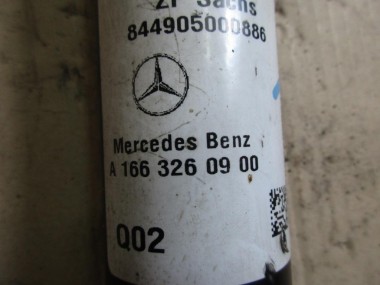 ZF Sachs
844905000886
Mercedes Benz
A 166 326 09 00
Q02